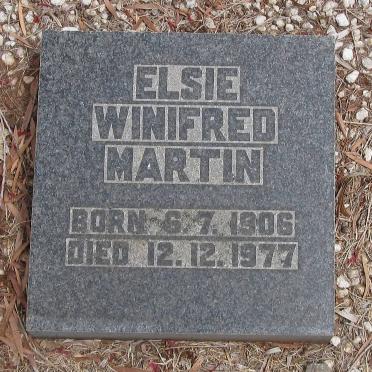 ELSIE
WINIFRED
MARTIN
BORN 6.7.1906
DIED 12.12.1977